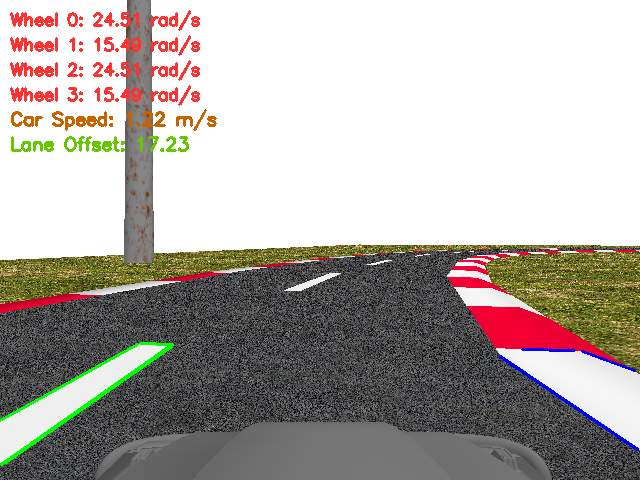 Wheel 0: 24.51 rad/s
Wheel 1: 15.49 rad/s
Wheel 2: 24.51 rad/s
Wheel 3: 15.49 rad/s
Car Speed: 1.22 m/s
Lane Offset: 17.23